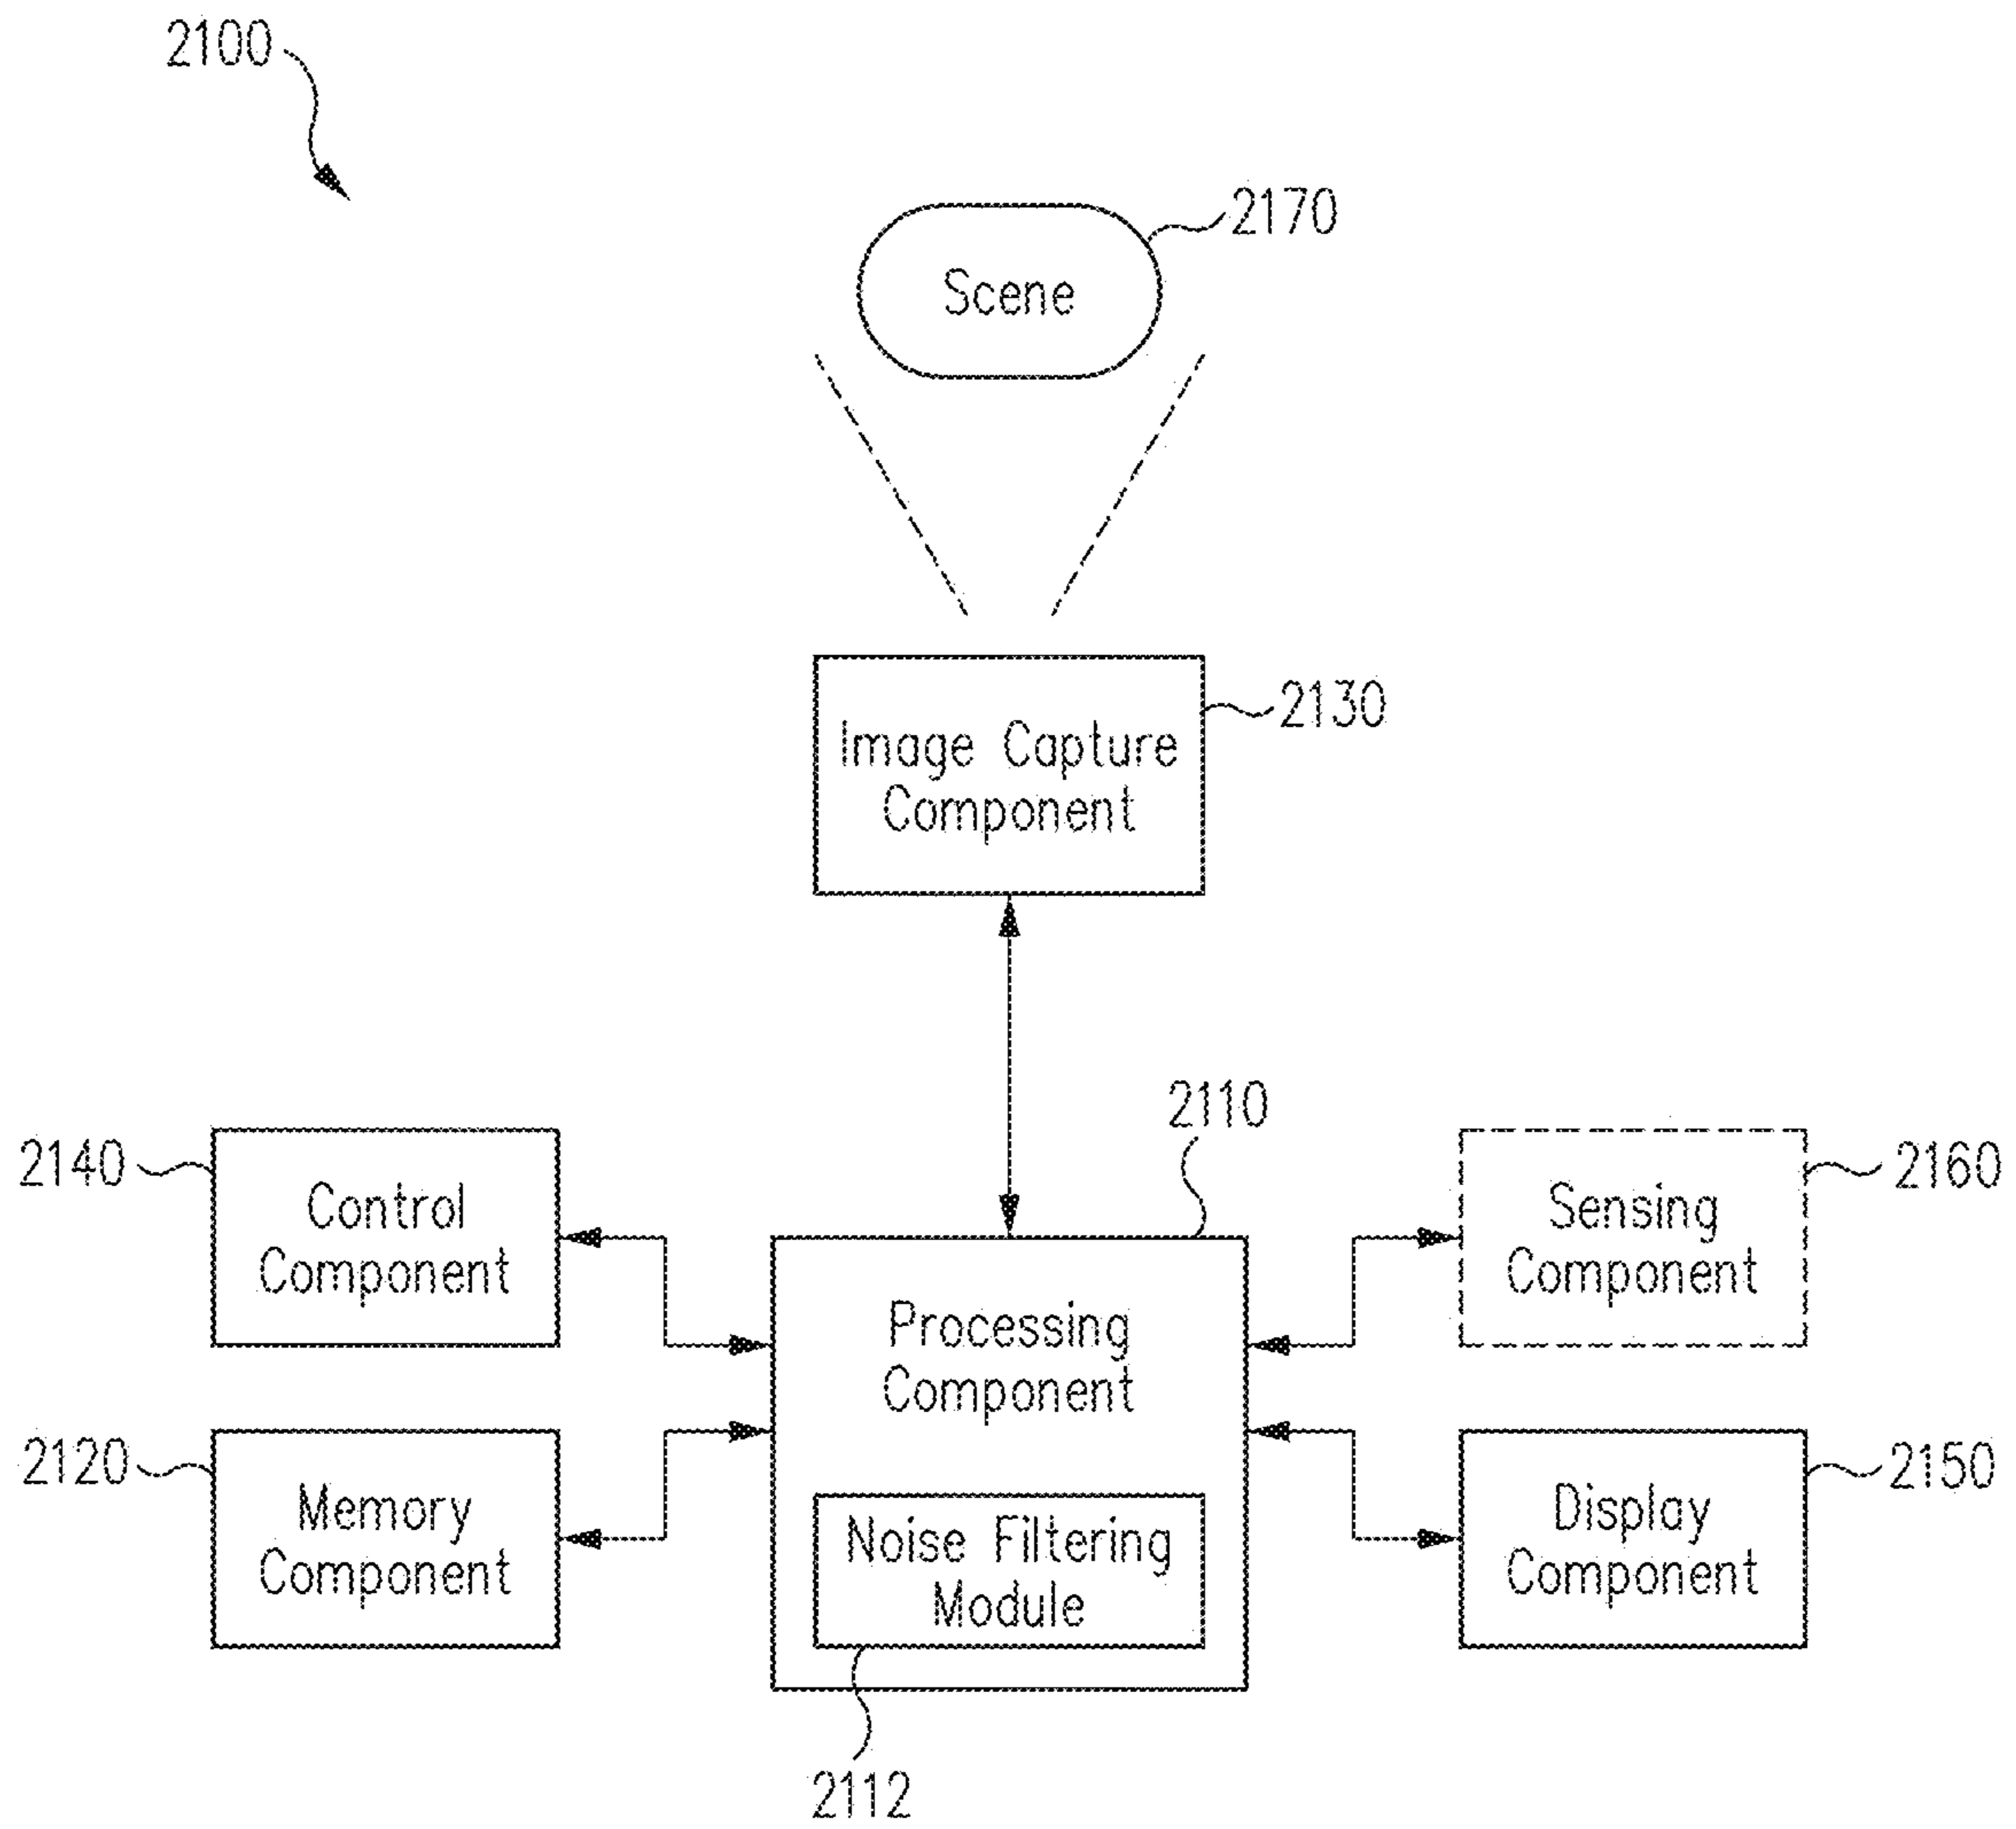 2100
2170
Scene
2130
Image Capture
Component
2110
2140
Control
Component
2160
Sensing
Component
Processing
Component
2120
Memory
Component
2150
Display
Component
Noise Filtering
Module
2112